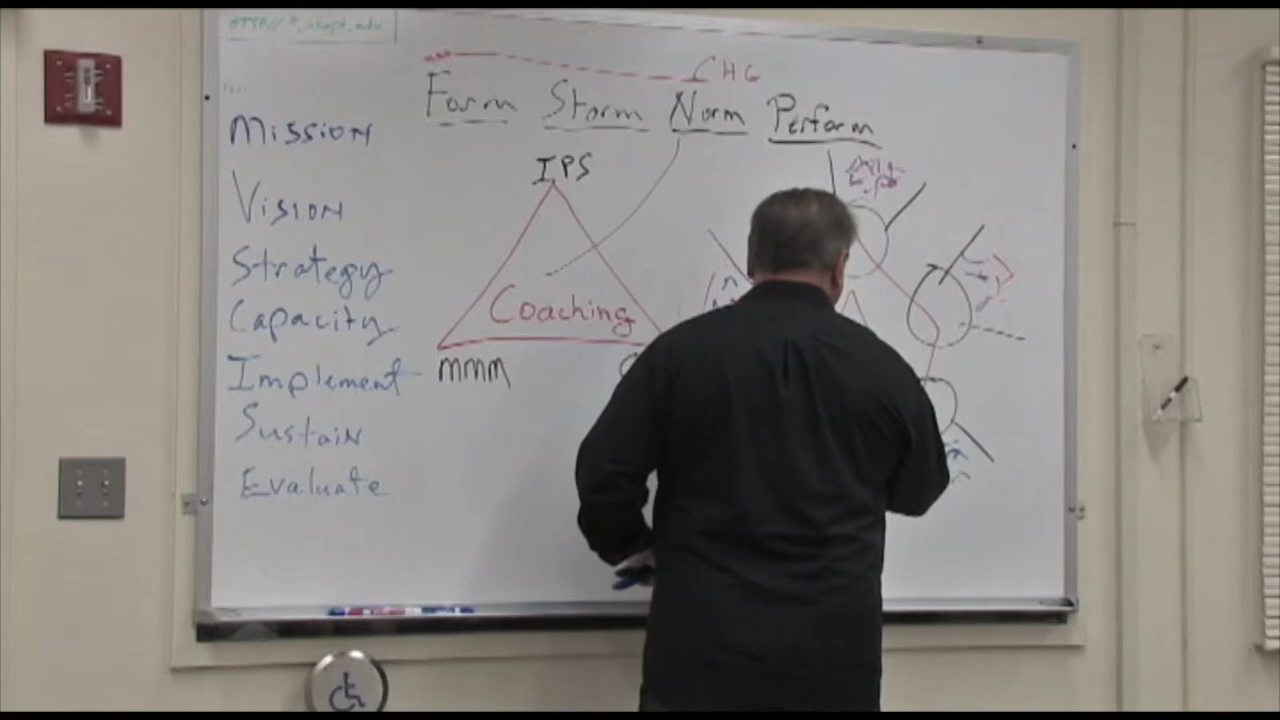 CHG
Form Storm Norm Perform
Mission
Vision
Strategy
Capacity
Implement
Sustain
Evaluate
IPS
Coaching
MMM